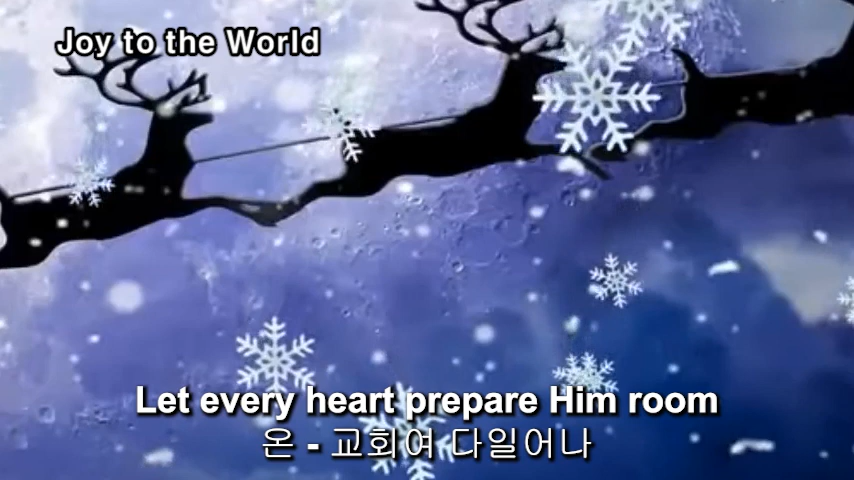 Joy to the World
Let every heart prepare Him room
온 - 교회여 다일어나